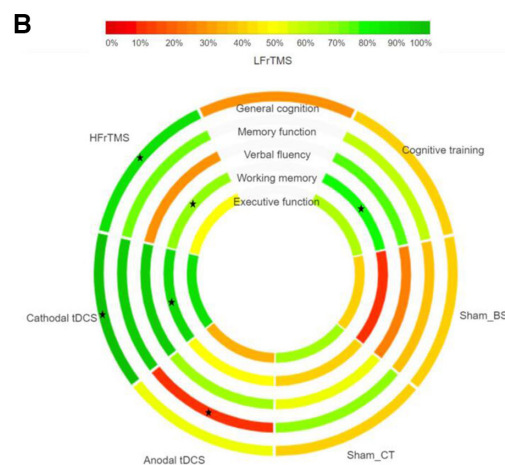 B
0% 10% 20% 30% 40% 50% 60% 70% 80% 90% 100%
LFrTMS
General cognition
HFrTMS
Memory function
Cognitive training
Verbal fluency
Working memory
Executive function
Cathodal tDCS
Sham_BS
Anodal tDCS
Sham_CT